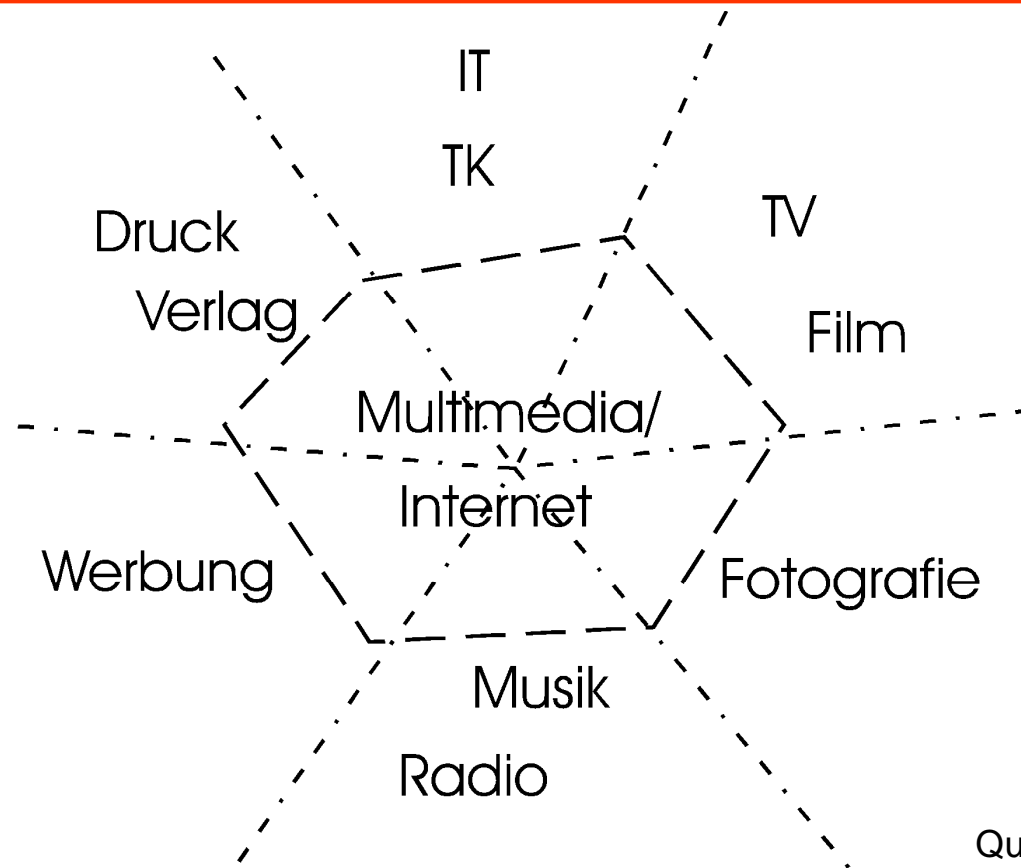 IT
TK
TV
Film
Druck
Verlag
Multimedia/
Internet
Werbung
Fotografie
Musik
Radio